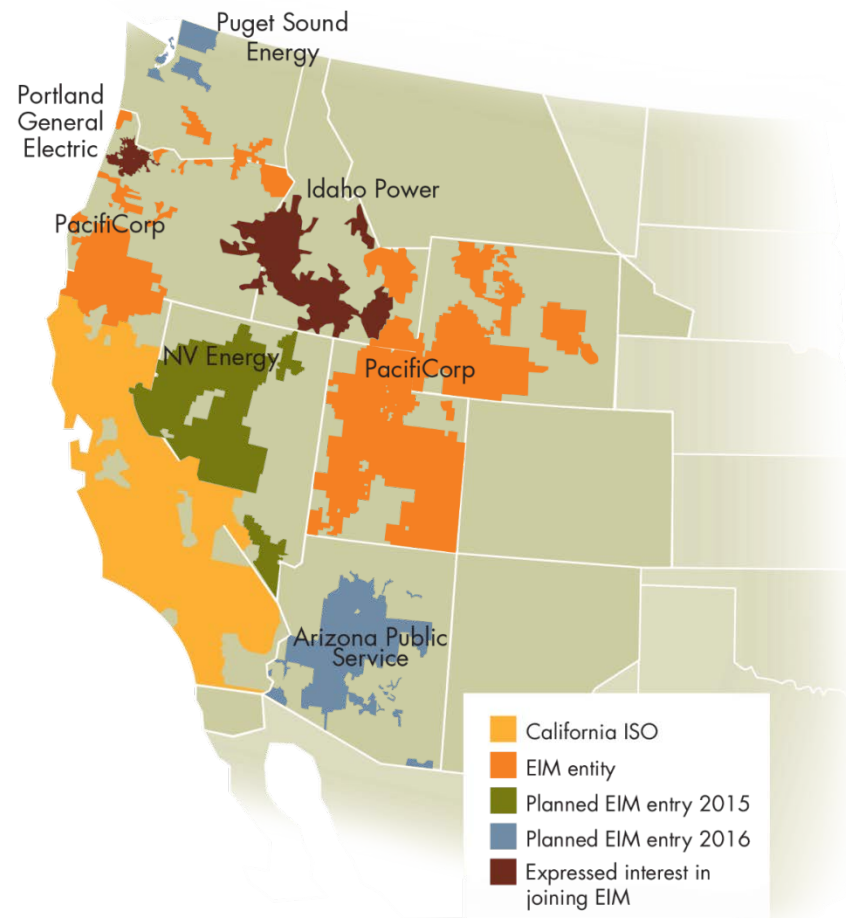 Puget Sound
Energy
Portland
General
Electric
Idaho Power
PacifiCorp
NV Energy
PacifiCorp
Arizona Public
Service
California ISO
EIM entity
Planned EIM entry 2015
Planned EIM entry 2016
Expressed interest in
joining EIM